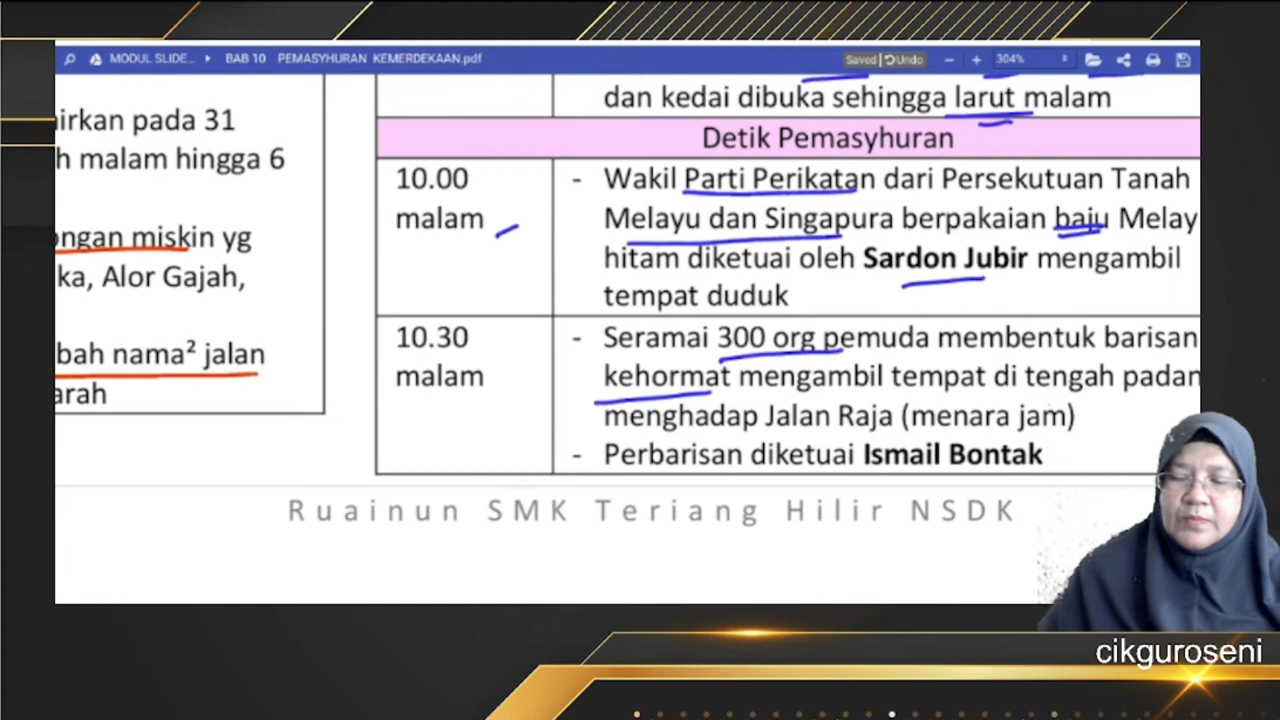 MODUL SLIDE... BAB 10 PEMASYHURAN KEMERDEKAAN.pdf Saved Undo 304%
dan kedai dibuka sehingga larut malam
irkan pada 31
h malam hingga 6
ongan miskin yg
ka, Alor Gajah,
bah nama² jalan
arah
Detik Pemasyhuran
10.00
malam
- Wakil Parti Perikatan dari Persekutuan Tanah
Melayu dan Singapura berpakaian baju Melay
hitam diketuai oleh Sardon Jubir mengambil
tempat duduk
10.30
malam
- Seramai 300 org pemuda membentuk barisan
kehormat mengambil tempat di tengah padan
menghadap Jalan Raja (menara jam)
- Perbarisan diketuai Ismail Bontak
Ruainun SMK Teriang Hilir NSDK
cikguroseni